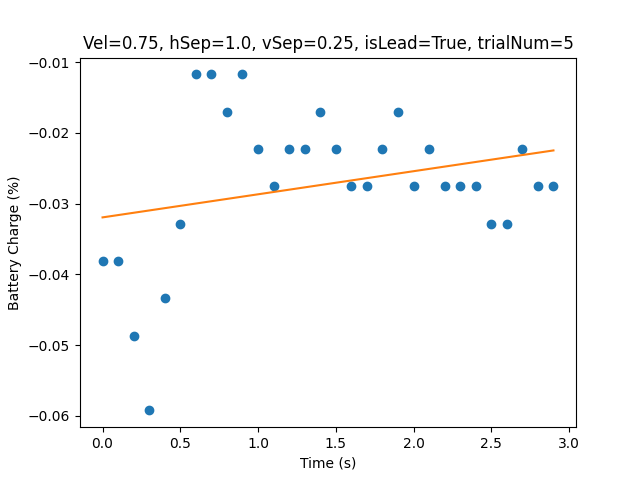 Vel=0.75, hSep=1.0, vSep=0.25, isLead=True, trialNum=5
−0.01
−0.02
−0.03
−0.04
−0.05
−0.06
Battery Charge (%)
0.0 0.5 1.0 1.5 2.0 2.5 3.0
Time (s)